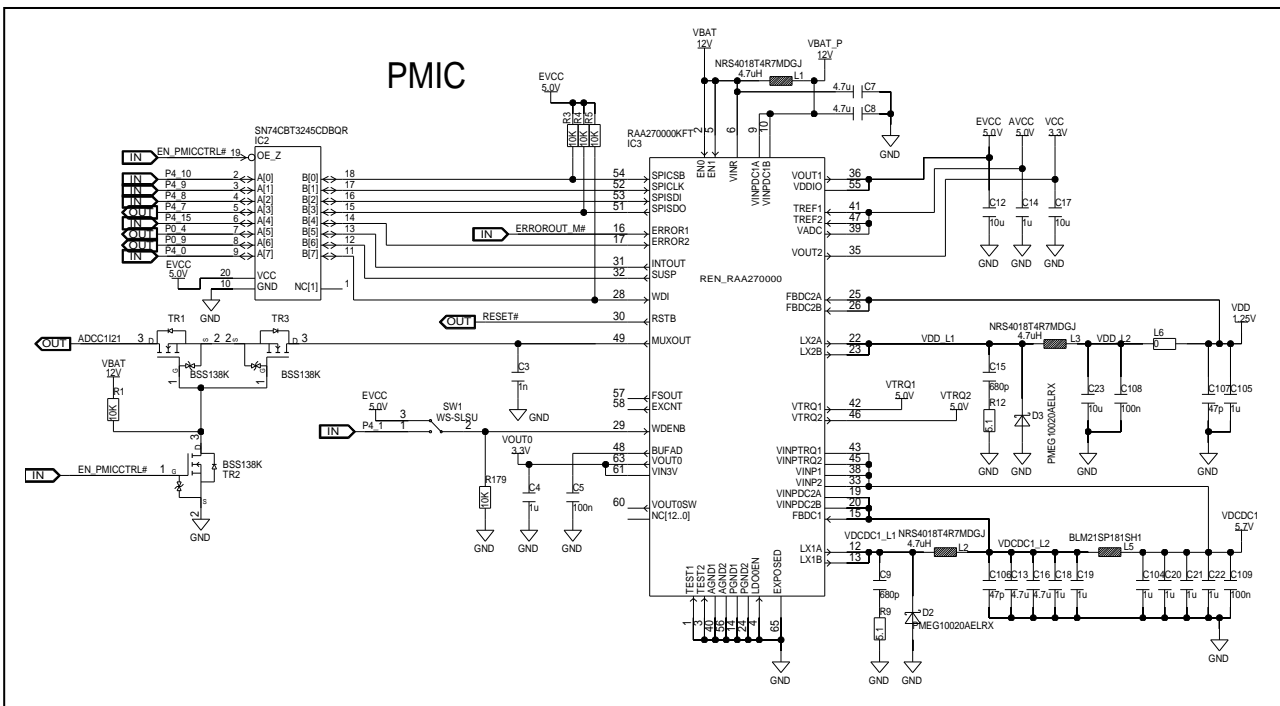 PMIC
VBAT
12V
VBAT_P
12V
NRS4018T4R7MDGJ
4.7uH
L1
4.7u
C7
4.7u
C8
GND
EVCC
5.0V
R3
10K
R4
10K
R5
10K
SN74CBT3245CDBQR
IC2
IN
EN_PMICCTRL#
19
OE_Z
IN
P4_10
2
A[0]
B[0]
18
IN
P4_9
3
A[1]
B[1]
17
IN
P4_8
4
A[2]
B[2]
16
OUT
P4_7
5
A[3]
B[3]
15
IN
P4_15
6
A[4]
B[4]
14
OUT
P0_4
7
A[5]
B[5]
13
OUT
P0_9
8
A[6]
B[6]
12
IN
P4_0
9
A[7]
B[7]
11
EVCC
5.0V
20
VCC
10
GND
NC[1]
1
GND
RAA270000KFT
IC3
REN_RAA270000
2
EN0
5
EN1
6
VINR
9
VINPDC1A
10
VINPDC1B
54
SPICSB
52
SPICLK
53
SPISDI
51
SPISDO
IN
ERROROUT_M#
16
ERROR1
17
ERROR2
31
INTOUT
32
SUSP
28
WDI
OUT
RESET#
30
RSTB
49
MUXOUT
57
FSOUT
58
EXCNT
29
WDENB
48
BUFAD
63
VOUT0
61
VIN3V
60
VOUT0SW
NC[12..0]
OUT
ADCC1I21
TR1
3
D
S
2
1
G
BSS138K
TR3
2
S
D
3
1
G
BSS138K
VBAT
12V
R1
10K
IN
EN_PMICCTRL#
1
G
3
D
BSS138K
TR2
S
2
GND
C3
1n
GND
EVCC
5.0V
3
SW1
WS-SLSU
IN
P4_1
1
2
R179
10K
GND
VOUT0
3.3V
C4
1u
GND
C5
100n
GND
TEST1
1
TEST2
3
AGND1
40
AGND2
56
PGND1
14
PGND2
24
LDO0EN
4
EXPOSED
65
GND
VOUT1
36
VDDIO
55
TREF1
41
TREF2
47
VADC
39
VOUT2
35
FBDC2A
25
FBDC2B
26
LX2A
22
LX2B
23
VTRQ1
42
VTRQ2
46
VINPTRQ1
43
VINPTRQ2
45
VINP1
38
VINP2
33
VINPDC2A
19
VINPDC2B
20
FBDC1
15
LX1A
12
LX1B
13
EVCC
5.0V
AVCC
5.0V
VCC
3.3V
C12
10u
C14
1u
C17
10u
GND
GND
GND
VDD
1.25V
VDD_L1
NRS4018T4R7MDGJ
4.7uH
L3
VDD_L2
L6
0
C15
680p
R12
5.1
GND
D3
PMEG10020AELRX
GND
C23
10u
C108
100n
GND
C107
47p
C105
1u
GND
VTRQ1
5.0V
VTRQ2
5.0V
VDCDC1
5.7V
VDCDC1_L1
NRS4018T4R7MDGJ
4.7uH
L2
VDCDC1_L2
BLM21SP181SH1
L5
C9
680p
R9
5.1
GND
D2
PMEG10020AELRX
GND
C106
47p
C13
4.7u
C16
4.7u
C18
1u
C19
1u
C104
1u
C20
1u
C21
1u
C22
1u
C109
100n
GND